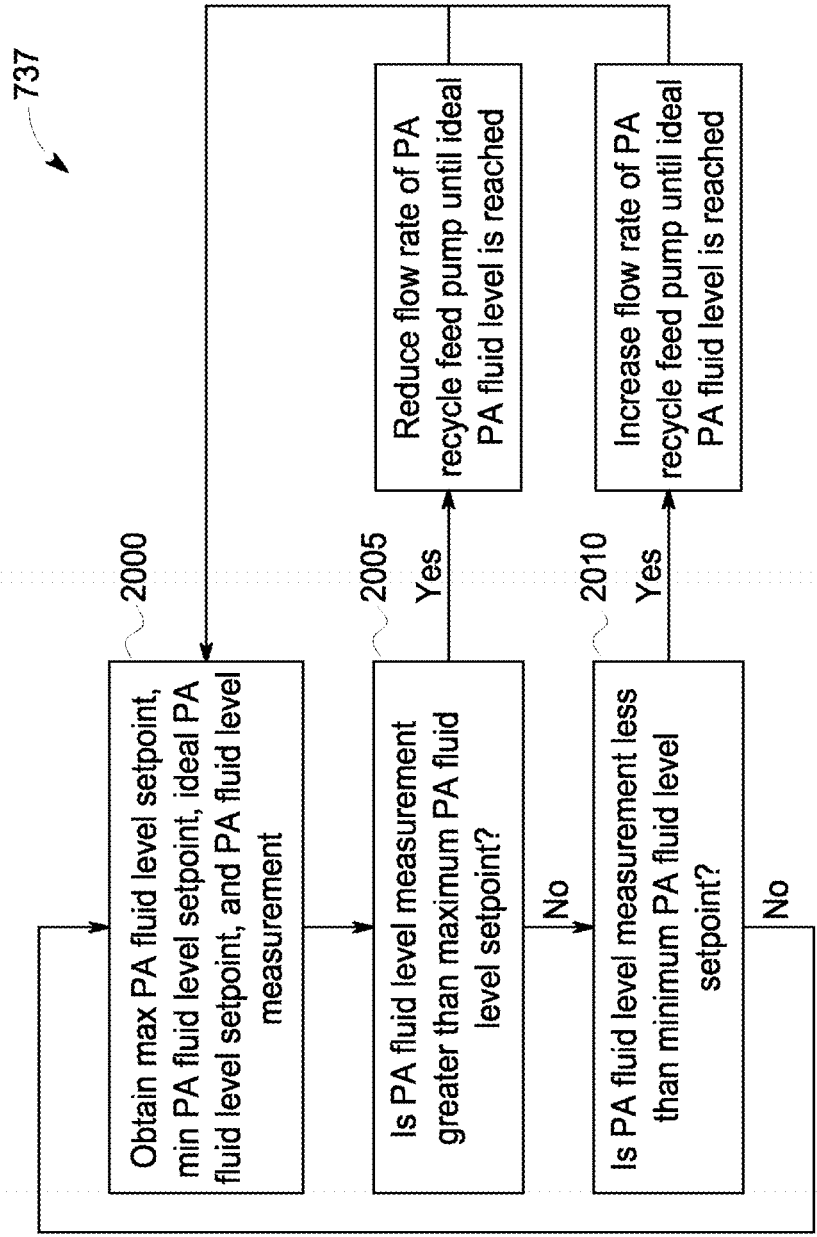 737
2000
Obtain max PA fluid level setpoint,
min PA fluid level setpoint, ideal PA
fluid level setpoint, and PA fluid level
measurement
2005
Is PA fluid level measurement
greater than maximum PA fluid
level setpoint?
Yes
Reduce flow rate of PA
recycle feed pump until ideal
PA fluid level is reached
No
2010
Is PA fluid level measurement less
than minimum PA fluid level
setpoint?
Yes
Increase flow rate of PA
recycle feed pump until ideal
PA fluid level is reached
No